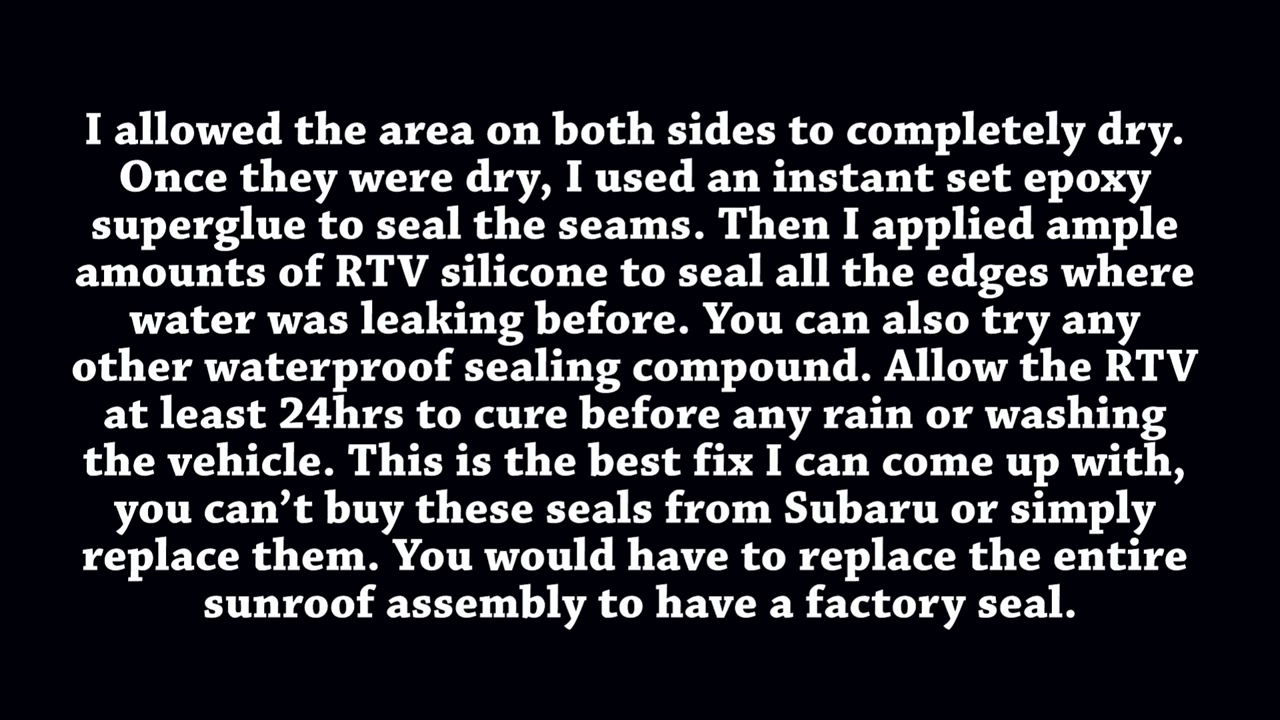 I allowed the area on both sides to completely dry.
Once they were dry, I used an instant set epoxy
superglue to seal the seams. Then I applied ample
amounts of RTV silicone to seal all the edges where
water was leaking before. You can also try any
other waterproof sealing compound. Allow the RTV
at least 24hrs to cure before any rain or washing
the vehicle. This is the best fix I can come up with,
you can’t buy these seals from Subaru or simply
replace them. You would have to replace the entire
sunroof assembly to have a factory seal.